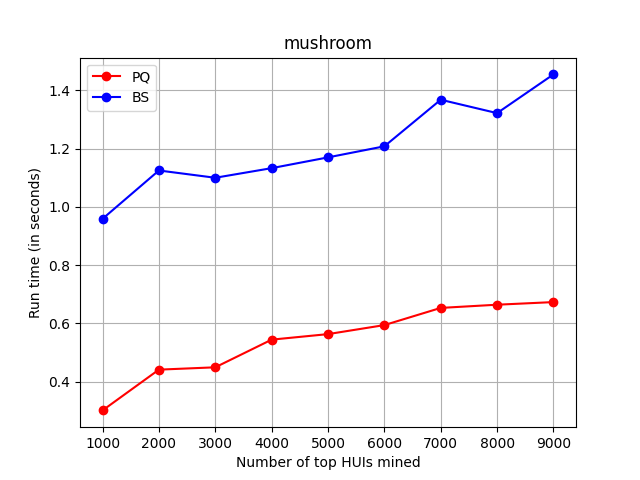 mushroom
PQ
BS
Run time (in seconds)
1.4
1.2
1.0
0.8
0.6
0.4
1000 2000 3000 4000 5000 6000 7000 8000 9000
Number of top HUIs mined